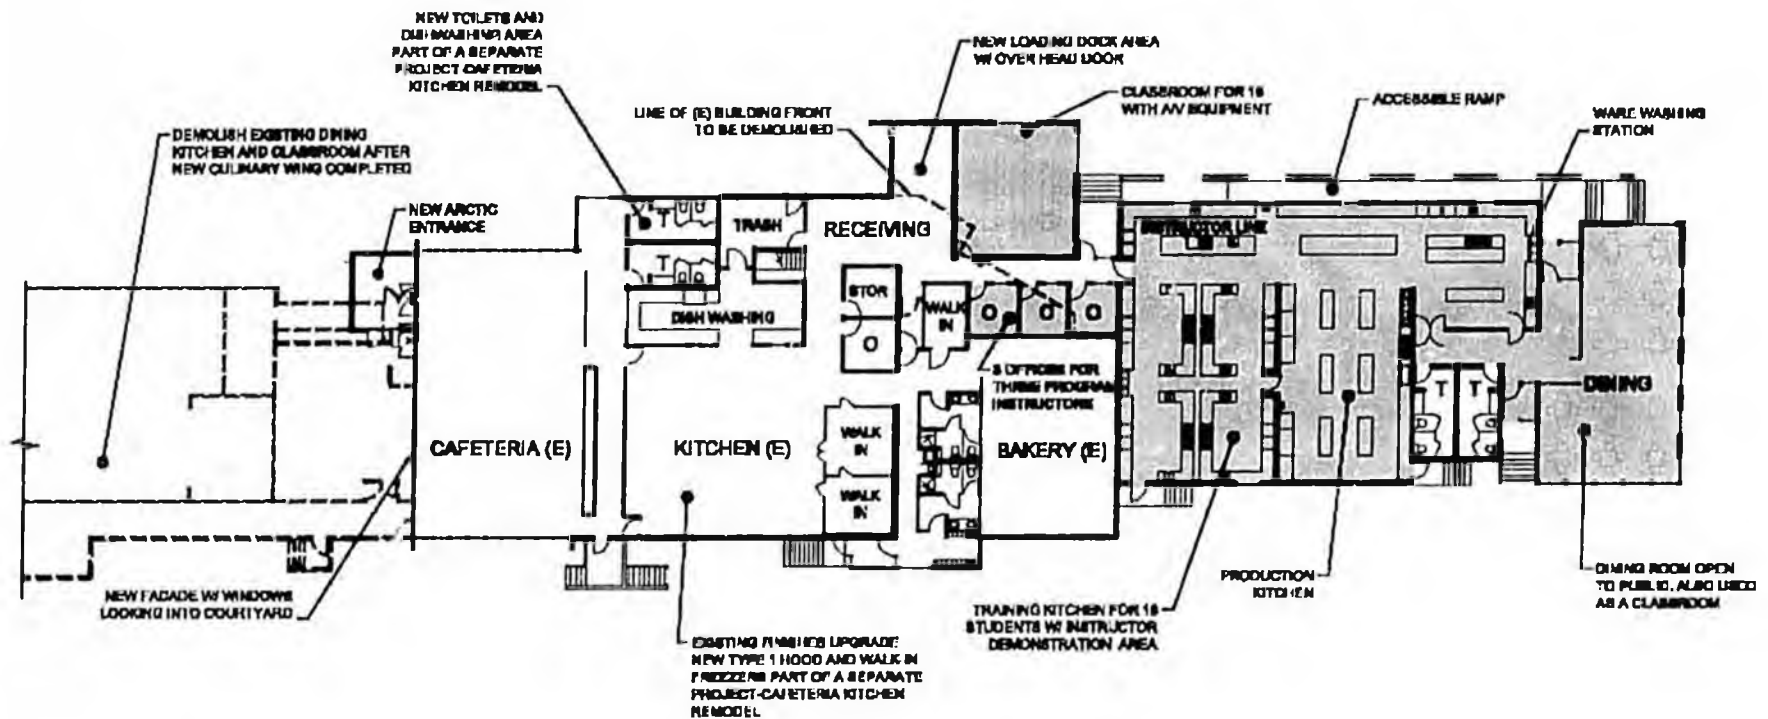 NEW TOILETS AND
DISHWASHING AREA
PART OF A SEPARATE
PROJECT-CAFETERIA
KITCHEN REMODEL
NEW LOADING DOCK AREA
W/ OVER HEAD DOOR
CLASSROOM FOR 16
WITH A/V EQUIPMENT
ACCESSIBLE RAMP
WARE WASHING
STATION
LINE OF (E) BUILDING FRONT
TO BE DEMOLISHED
DEMOLISH EXISTING DINING
KITCHEN AND CLASSROOM AFTER
NEW CULINARY WING COMPLETED
NEW ARCTIC
ENTRANCE
T
T
TRASH
RECEIVING
INSTRUCTOR LINE
STOR
DISH WASHING
O
WALK
IN
O
O
O
3 OFFICES FOR
THREE PROGRAM
INSTRUCTORS
CAFETERIA (E)
KITCHEN (E)
WALK
IN
WALK
IN
BAKERY (E)
T
T
DINING
NEW FACADE W/ WINDOWS
LOOKING INTO COURTYARD
EXISTING FINISHES UPGRADE
NEW TYPE 1 HOOD AND WALK IN
FREEZERS PART OF A SEPARATE
PROJECT-CAFETERIA KITCHEN
REMODEL
TRAINING KITCHEN FOR 16
STUDENTS W/ INSTRUCTOR
DEMONSTRATION AREA
PRODUCTION
KITCHEN
DINING ROOM OPEN
TO PUBLIC, ALSO USED
AS A CLASSROOM